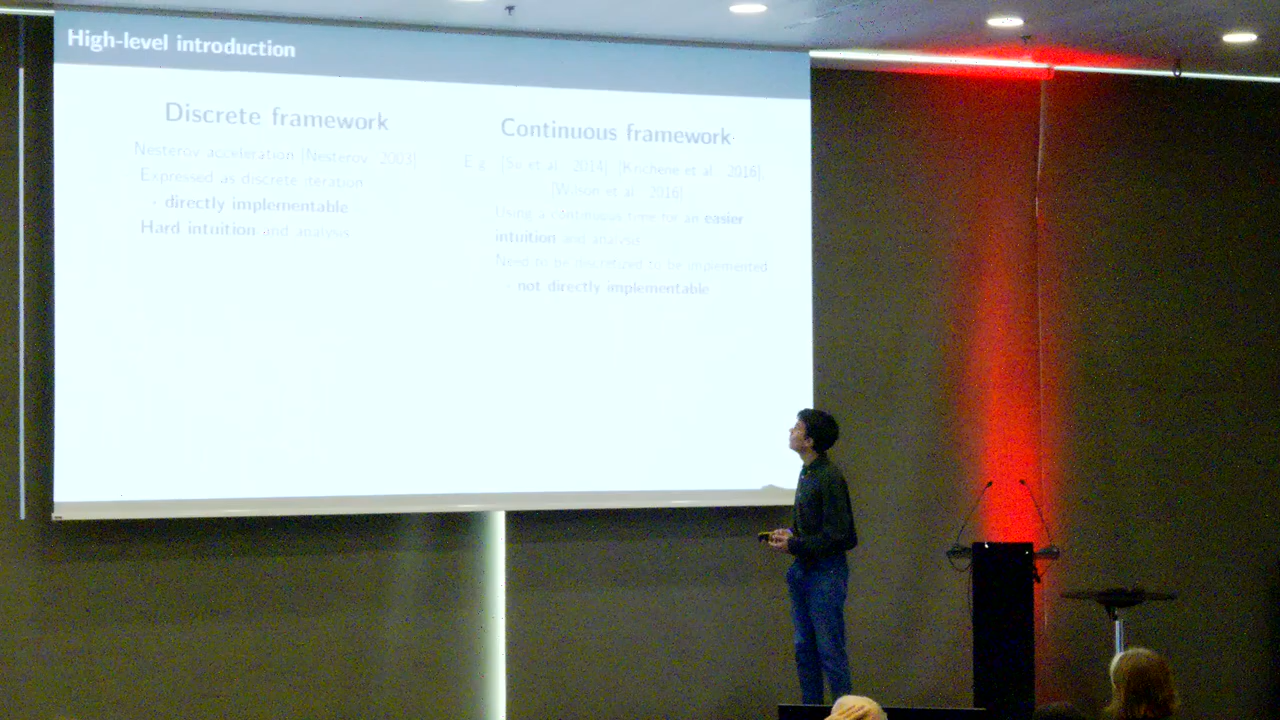 High-level introduction
Discrete framework
Nesterov acceleration [Nesterov, 2003]
Expressed as discrete iteration
directly implementable
Hard intuition and analysis
Continuous framework
E.g. [Su et al., 2014], [Krichene et al., 2016],
[Wilson et al., 2016]
Using a continuous time for an easier
intuition and analysis
Need to be discretized to be implemented
not directly implementable